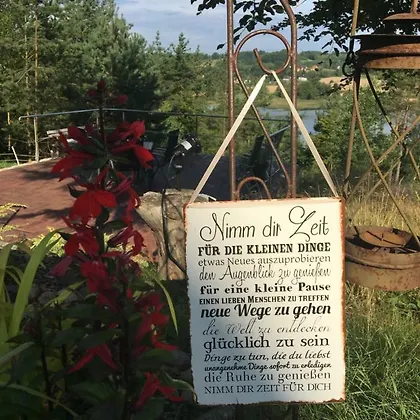 Nimm dir Zeit
FÜR DIE KLEINEN DINGE
etwas Neues auszuprobieren
den Augenblick zu genießen
für eine kleine Pause
EINEN LIEBEN MENSCHEN ZU TREFFEN
neue Wege zu gehen
die Welt zu entdecken
glücklich zu sein
Dinge zu tun, die du liebst
unangenehme Dinge sofort zu erledigen
die Ruhe zu genießen
NIMM DIR ZEIT FÜR DICH